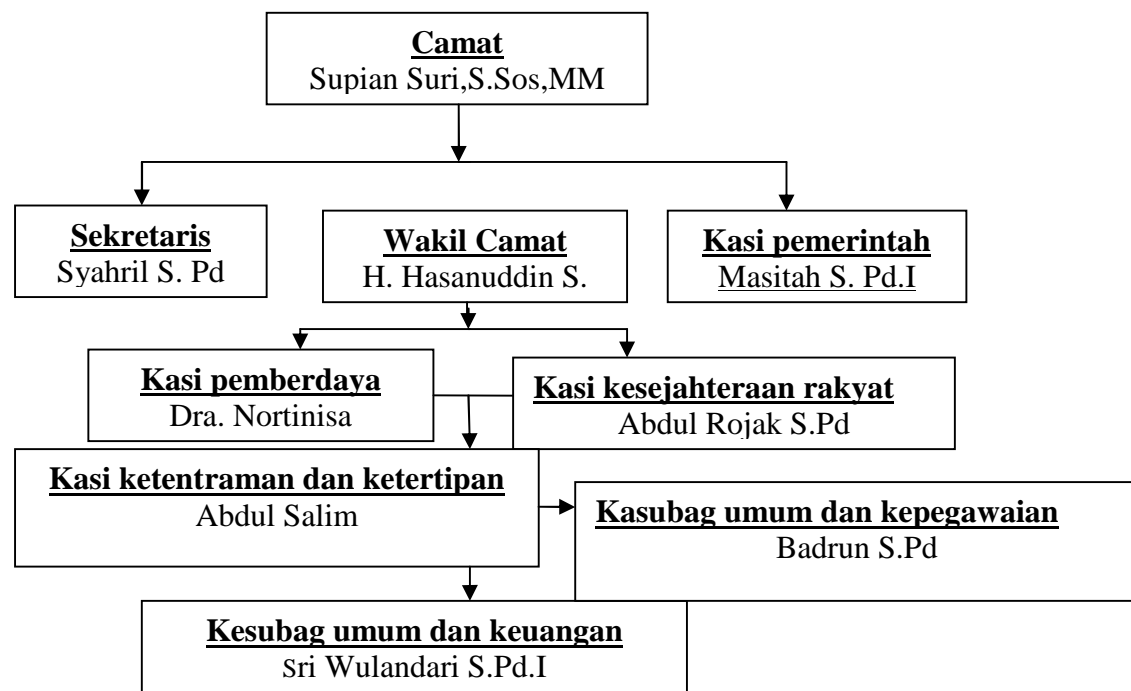 Camat
Supian Suri,S.Sos,MM
Sekretaris
Syahril S. Pd
Wakil Camat
H. Hasanuddin S.
Kasi pemerintah
Masitah S. Pd.I
Kasi pemberdaya
Dra. Nortinisa
Kasi kesejahteraan rakyat
Abdul Rojak S.Pd
Kasi ketentraman dan ketertipan
Abdul Salim
Kasubag umum dan kepegawaian
Badrun S.Pd
Kesubag umum dan keuangan
Sri Wulandari S.Pd.I